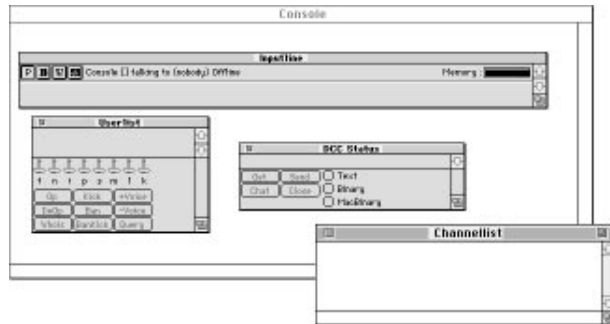 Console
Inputline
P B U Console [] talking to (nobody) Offline Memory :
Userlist
t n i p s m l k
Op Kick +Voice
DeOp Ban -Voice
WhoIs BanKick Query
DCC Status
Get Send Text
Chat Close Binary
MacBinary
Channellist